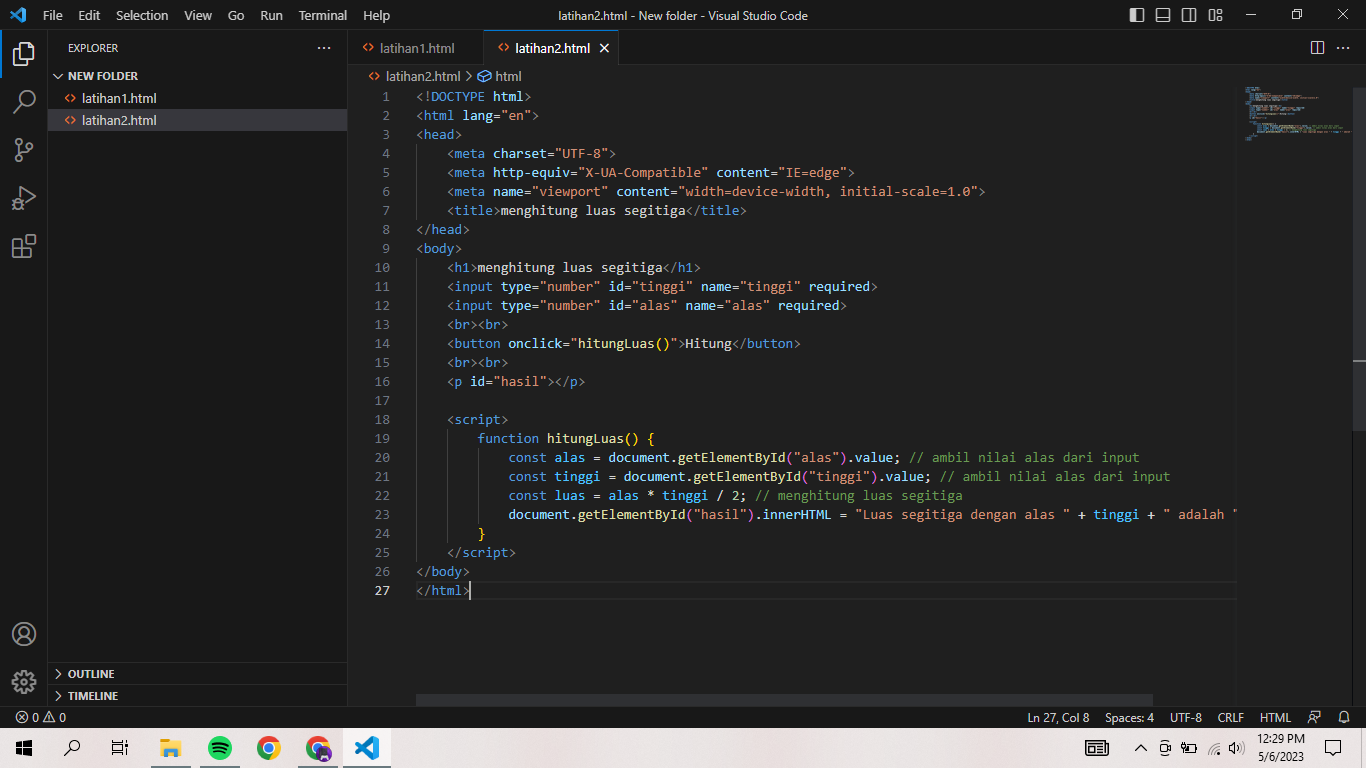 File Edit Selection View Go Run Terminal Help latihan2.html - New folder - Visual Studio Code
EXPLORER
NEW FOLDER
latihan1.html
latihan2.html
OUTLINE
TIMELINE
latihan1.html latihan2.html
latihan2.html > html
1 <!DOCTYPE html>
2 <html lang="en">
3 <head>
4 <meta charset="UTF-8">
5 <meta http-equiv="X-UA-Compatible" content="IE=edge">
6 <meta name="viewport" content="width=device-width, initial-scale=1.0">
7 <title>menghitung luas segitiga</title>
8 </head>
9 <body>
10 <h1>menghitung luas segitiga</h1>
11 <input type="number" id="tinggi" name="tinggi" required>
12 <input type="number" id="alas" name="alas" required>
13 <br><br>
14 <button onclick="hitungLuas()">Hitung</button>
15 <br><br>
16 <p id="hasil"></p>
17
18 <script>
19 function hitungLuas() {
20 const alas = document.getElementById("alas").value; // ambil nilai alas dari input
21 const tinggi = document.getElementById("tinggi").value; // ambil nilai alas dari input
22 const luas = alas * tinggi / 2; // menghitung luas segitiga
23 document.getElementById("hasil").innerHTML = "Luas segitiga dengan alas " + tinggi + " adalah "
24 }
25 </script>
26 </body>
27 </html>
0 0 Ln 27, Col 8 Spaces: 4 UTF-8 CRLF HTML
12:29 PM
5/6/2023